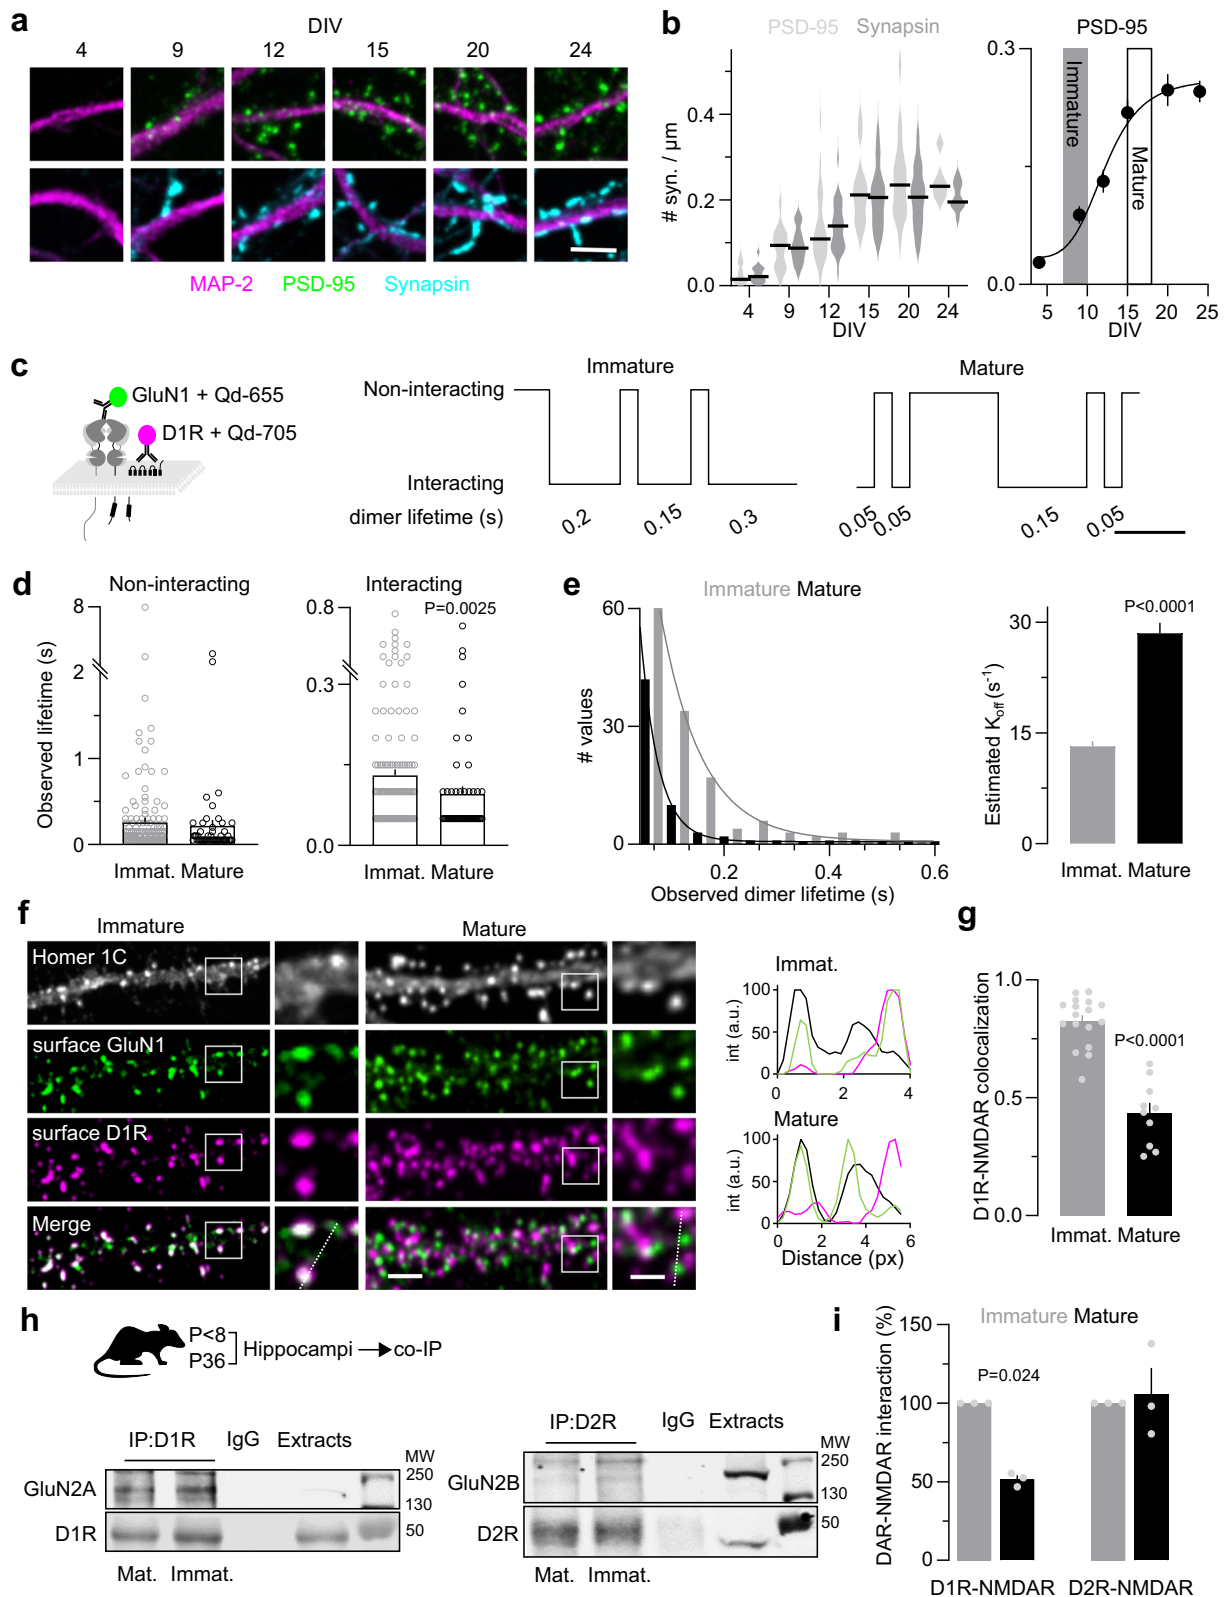 a
DIV
4 9 12 15 20 24
MAP-2 PSD-95 Synapsin
b
PSD-95 Synapsin
# syn. / µm
0.4
0.2
0.0
4 9 12 15 20 24
DIV
PSD-95
0.3
0.0
Immature
Mature
5 10 15 20 25
DIV
c
GluN1 + Qd-655
D1R + Qd-705
Immature
Mature
Non-interacting
Interacting
dimer lifetime (s)
0.2 0.15 0.3
0.05 0.05 0.15 0.05
d
Non-interacting
Observed lifetime (s)
8
2
1
0
Immat. Mature
Interacting
P=0.0025
0.8
0.3
0.0
Immat. Mature
e
Immature Mature
# values
60
30
0
0.2 0.4 0.6
Observed dimer lifetime (s)
P<0.0001
Estimated Koff (s-1)
30
15
0
Immat. Mature
f
Immature
Mature
Homer 1C
surface GluN1
surface D1R
Merge
Immat.
int (a.u.)
100
50
0
0 2 4
Mature
int (a.u.)
100
50
0
0 2 4 6
Distance (px)
g
D1R-NMDAR colocalization
1.0
0.5
0.0
P<0.0001
Immat. Mature
h
P<8
P36
Hippocampi
co-IP
IP:D1R IgG Extracts
MW
GluN2A
250
130
D1R
50
Mat. Immat.
IP:D2R IgG Extracts
MW
GluN2B
250
130
D2R
50
Mat. Immat.
i
Immature Mature
DAR-NMDAR interaction (%)
150
100
50
0
P=0.024
D1R-NMDAR D2R-NMDAR